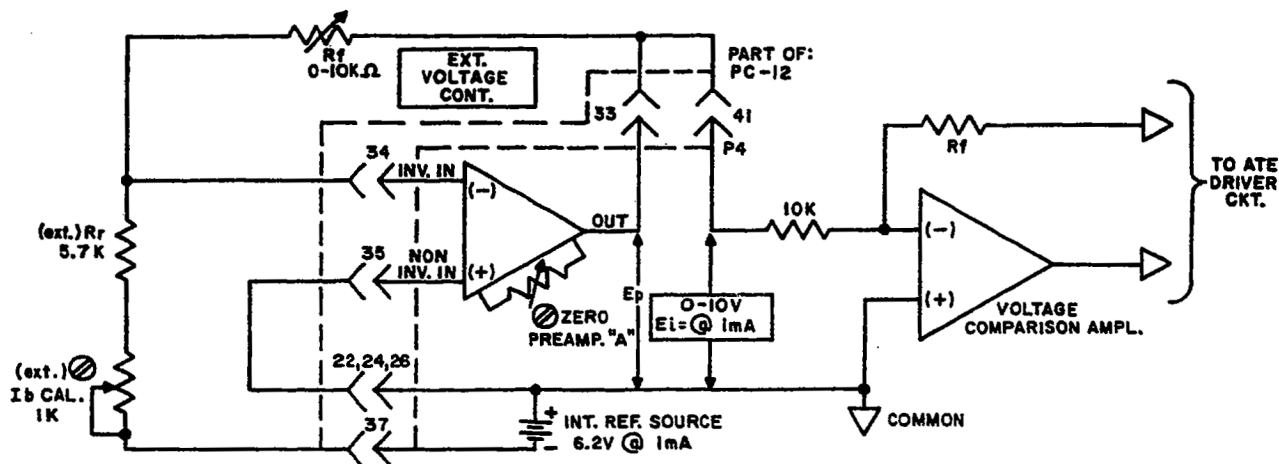 Rf
0-10KΩ
EXT.
VOLTAGE
CONT.
PART OF:
PC-12
33
41
P4
34
INV. IN
(-)
OUT
(ext.) Rr
5.7K
35
NON
INV. IN
(+)
ZERO
PREAMP. "A"
Ep
0-10V
Ei= @ 1mA
10K
Rf
(-)
(+)
VOLTAGE
COMPARISON AMPL.
TO ATE
DRIVER
CKT.
(ext.)
Ib CAL.
1K
22,24,26
37
+
-
INT. REF. SOURCE
6.2V @ 1mA
COMMON